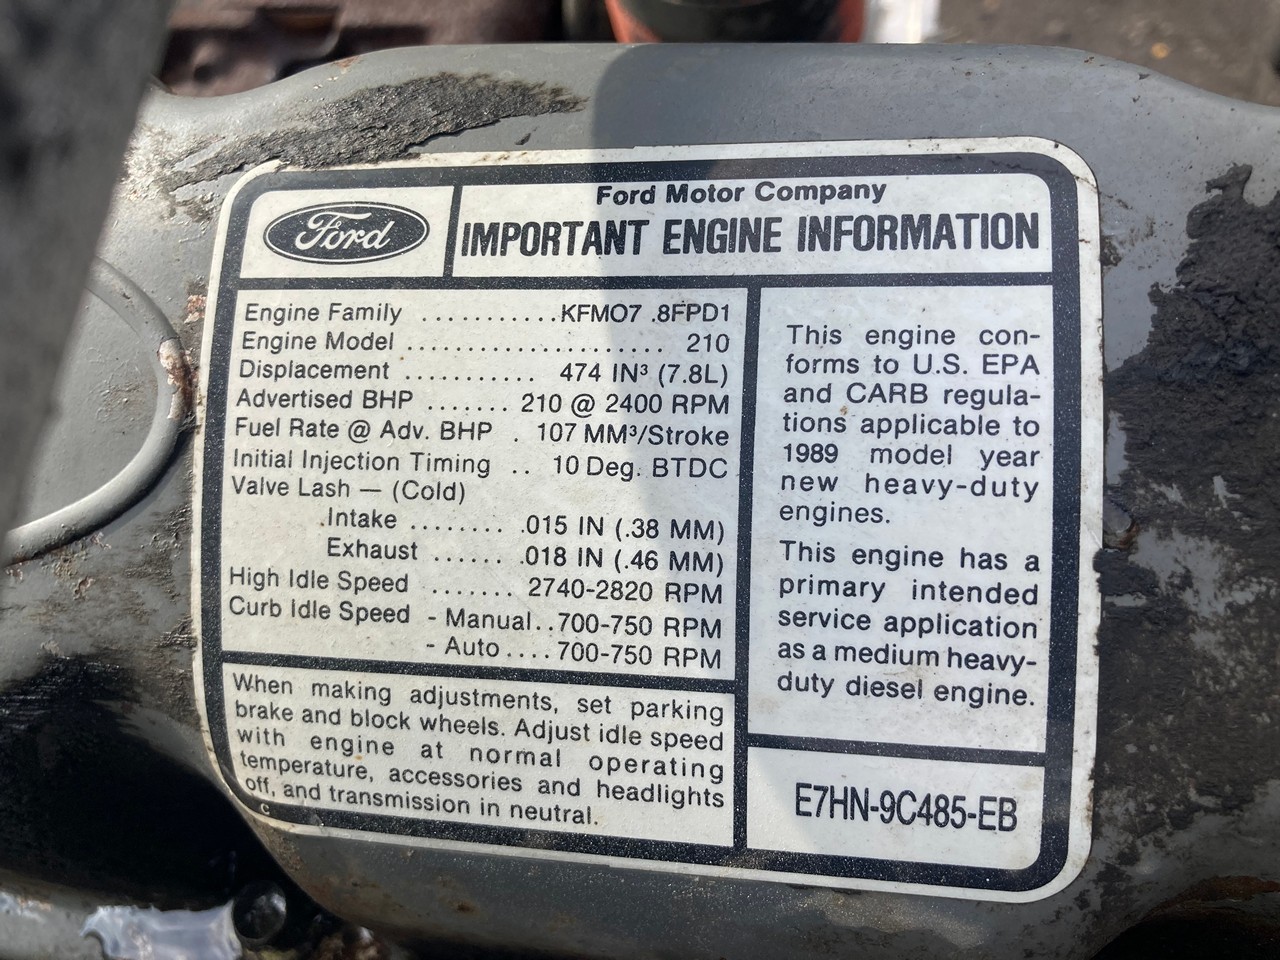 Ford
Ford Motor Company
IMPORTANT ENGINE INFORMATION
Engine Family ........... KFMO7 .8FPD1
Engine Model ..................... 210
Displacement ........... 474 IN³ (7.8L)
Advertised BHP ....... 210 @ 2400 RPM
Fuel Rate @ Adv. BHP . 107 MM³/Stroke
Initial Injection Timing .. 10 Deg. BTDC
Valve Lash — (Cold)
Intake ........ .015 IN (.38 MM)
Exhaust ...... .018 IN (.46 MM)
High Idle Speed ....... 2740-2820 RPM
Curb Idle Speed - Manual..700-750 RPM
- Auto....700-750 RPM
When making adjustments, set parking
brake and block wheels. Adjust idle speed
with engine at normal operating
temperature, accessories and headlights
off, and transmission in neutral.
C
This engine con-
forms to U.S. EPA
and CARB regula-
tions applicable to
1989 model year
new heavy-duty
engines.
This engine has a
primary intended
service application
as a medium heavy-
duty diesel engine.
E7HN-9C485-EB